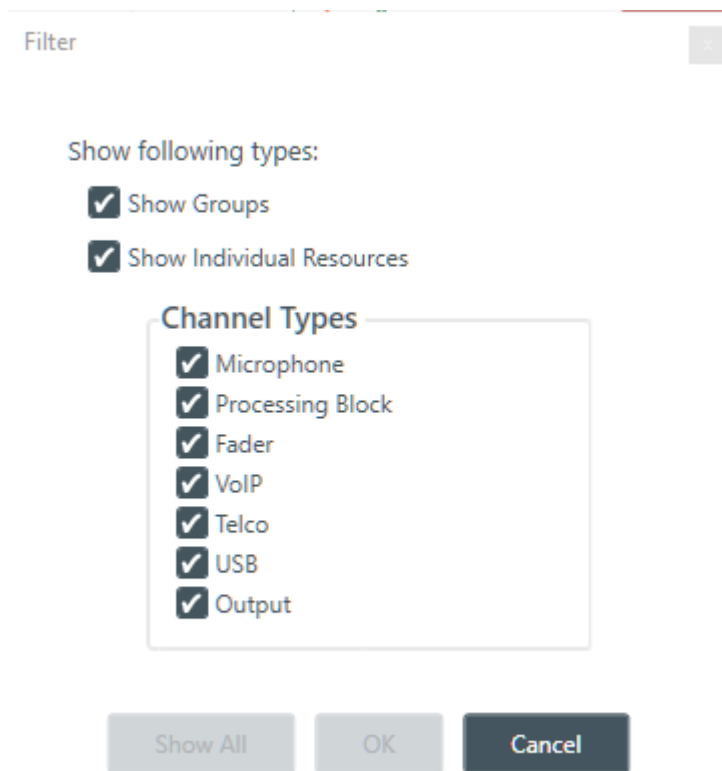 Filter
x
Show following types:
Show Groups
Show Individual Resources
Channel Types
Microphone
Processing Block
Fader
VoIP
Telco
USB
Output
Show All
OK
Cancel